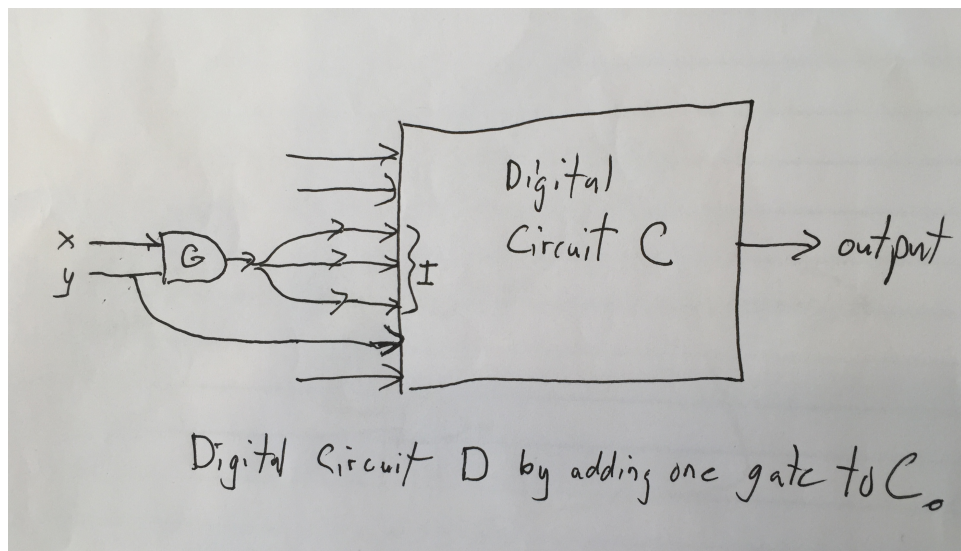 Digital
Circuit C
x
G
y
I
output
Digital Circuit D by adding one gate to C.